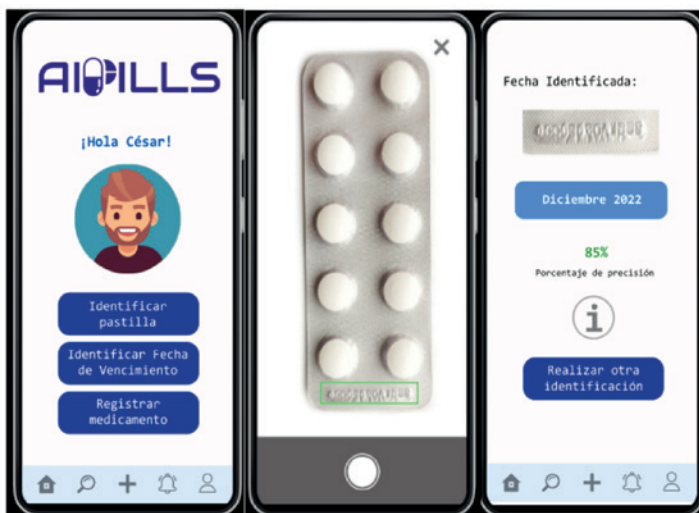 AIPILLS
¡Hola César!
Identificar
pastilla
Identificar Fecha
de Vencimiento
Registrar
medicamento
Fecha Identificada:
Diciembre 2022
85%
Porcentaje de precisión
i
Realizar otra
identificación